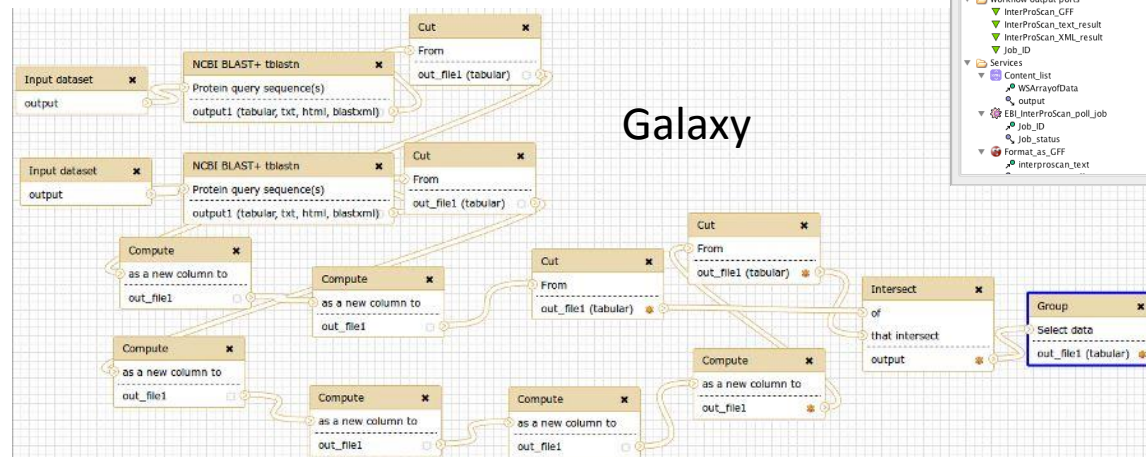 Cut
From
out_file1 (tabular)
Input dataset
output
NCBI BLAST+ tblastn
Protein query sequence(s)
output1 (tabular, txt, html, blastxml)
Galaxy
Input dataset
output
NCBI BLAST+ tblastn
Protein query sequence(s)
output1 (tabular, txt, html, blastxml)
Cut
From
out_file1 (tabular)
Compute
as a new column to
out_file1
Compute
as a new column to
out_file1
Cut
From
out_file1 (tabular)
Cut
From
out_file1 (tabular)
Intersect
of
that intersect
output
Group
Select data
out_file1 (tabular)
Compute
as a new column to
out_file1
Compute
as a new column to
out_file1
Compute
as a new column to
out_file1
Compute
as a new column to
out_file1
Workflow output ports
InterProScan_GFF
InterProScan_text_result
InterProScan_XML_result
Job_ID
Services
Content_list
WSArrayofData
output
EBI_InterProScan_poll_job
Job_ID
Job_status
Format_as_GFF
interproscan_text